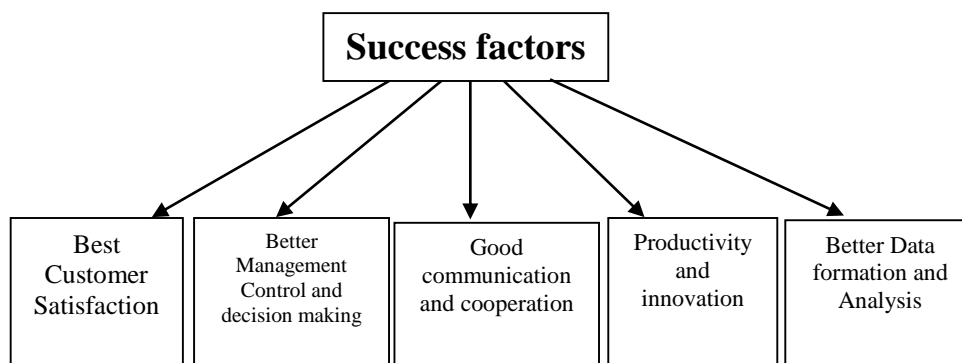 Success factors
Best
Customer
Satisfaction
Better
Management
Control and
decision making
Good
communication
and cooperation
Productivity
and
innovation
Better Data
formation and
Analysis